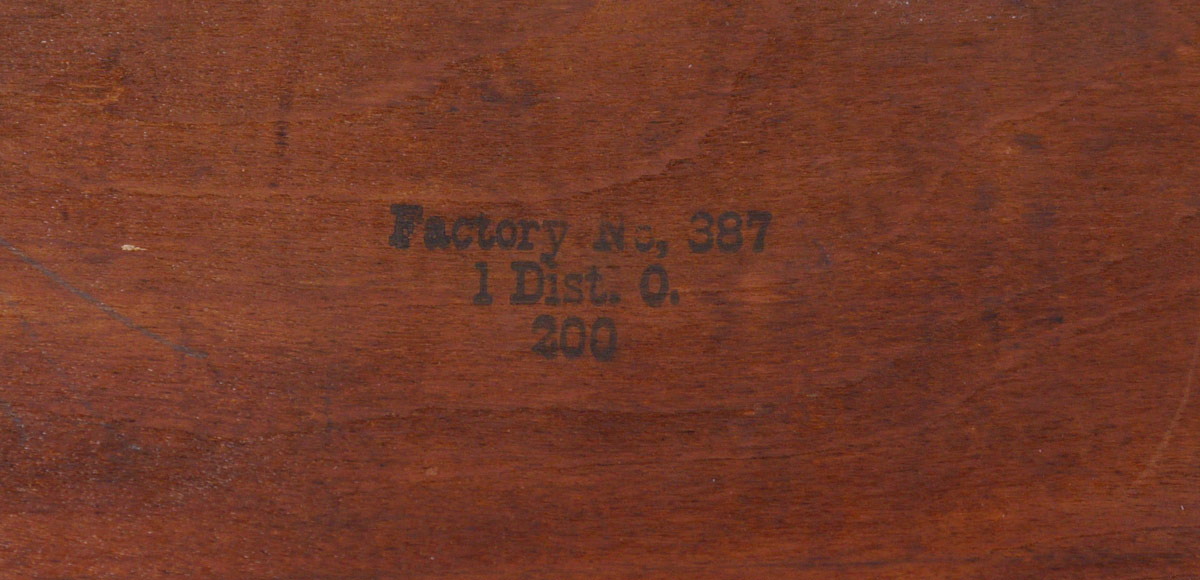 Factory No, 387
1 Dist. O.
200